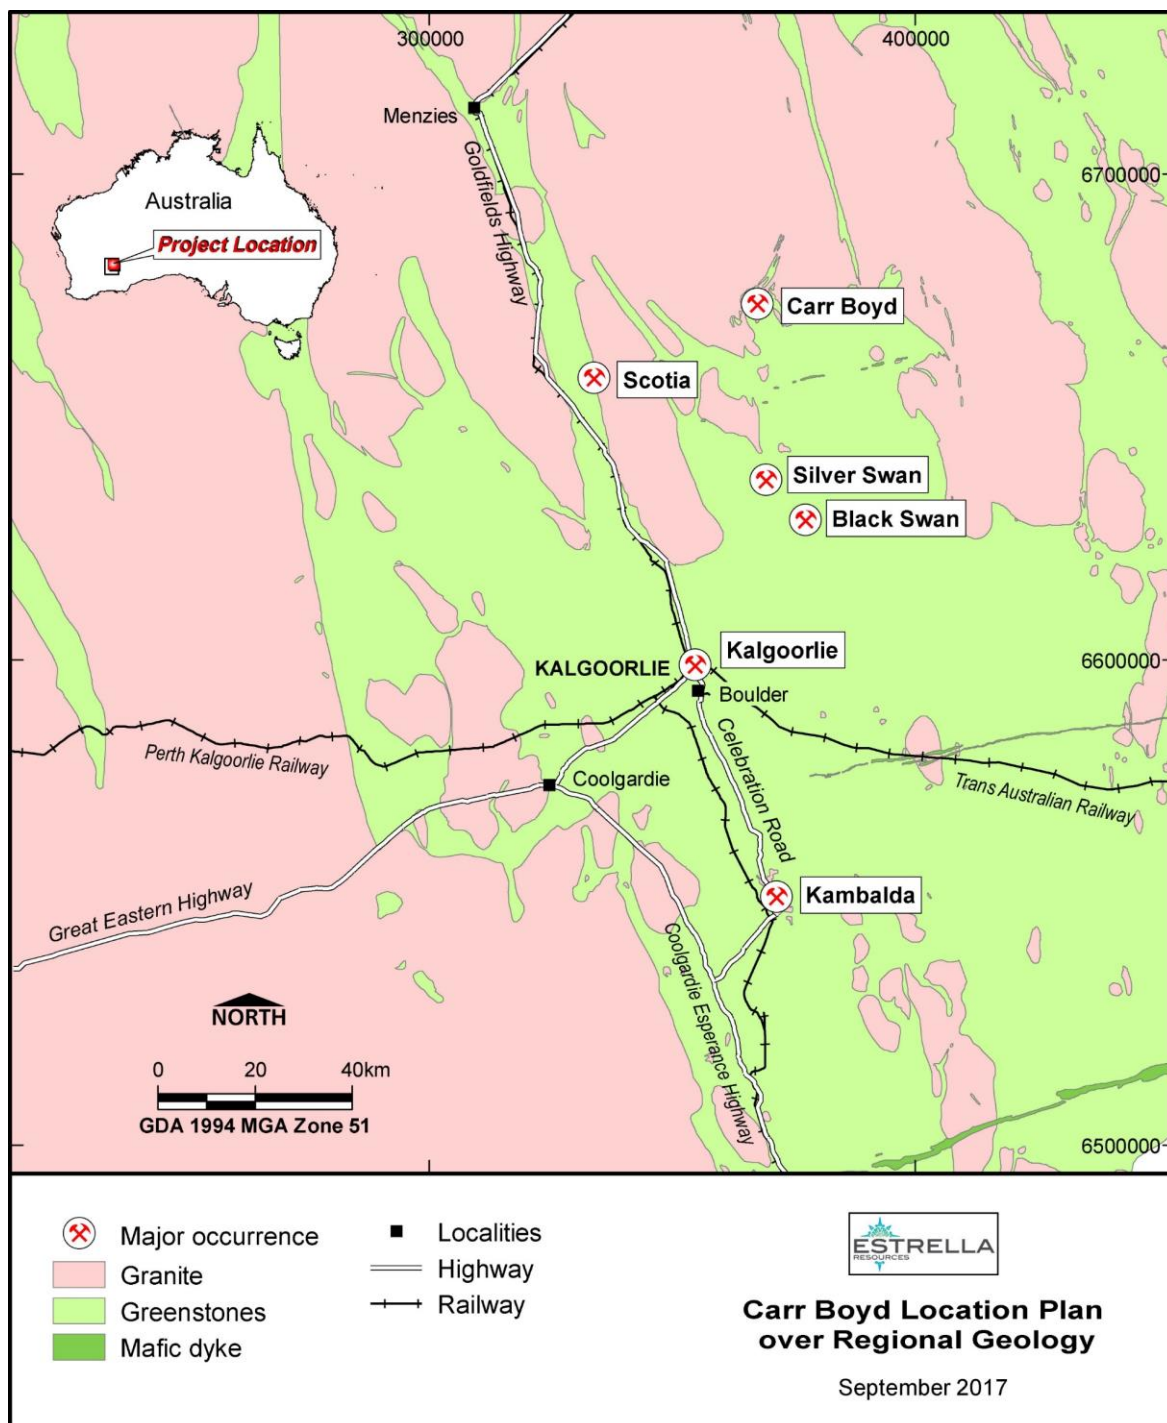 300000
400000
Menzies
Goldfields Highway
6700000
Australia
Project Location
Carr Boyd
Scotia
Silver Swan
Black Swan
Kalgoorlie
KALGOORLIE
6600000
Boulder
Perth Kalgoorlie Railway
Celebration Road
Coolgardie
Trans Australian Railway
Great Eastern Highway
Kambalda
Coolgardie Esperance Highway
NORTH
0 20 40km
GDA 1994 MGA Zone 51
6500000
Major occurrence
Granite
Greenstones
Mafic dyke
Localities
Highway
Railway
ESTRELLA
RESOURCES
Carr Boyd Location Plan
over Regional Geology
September 2017